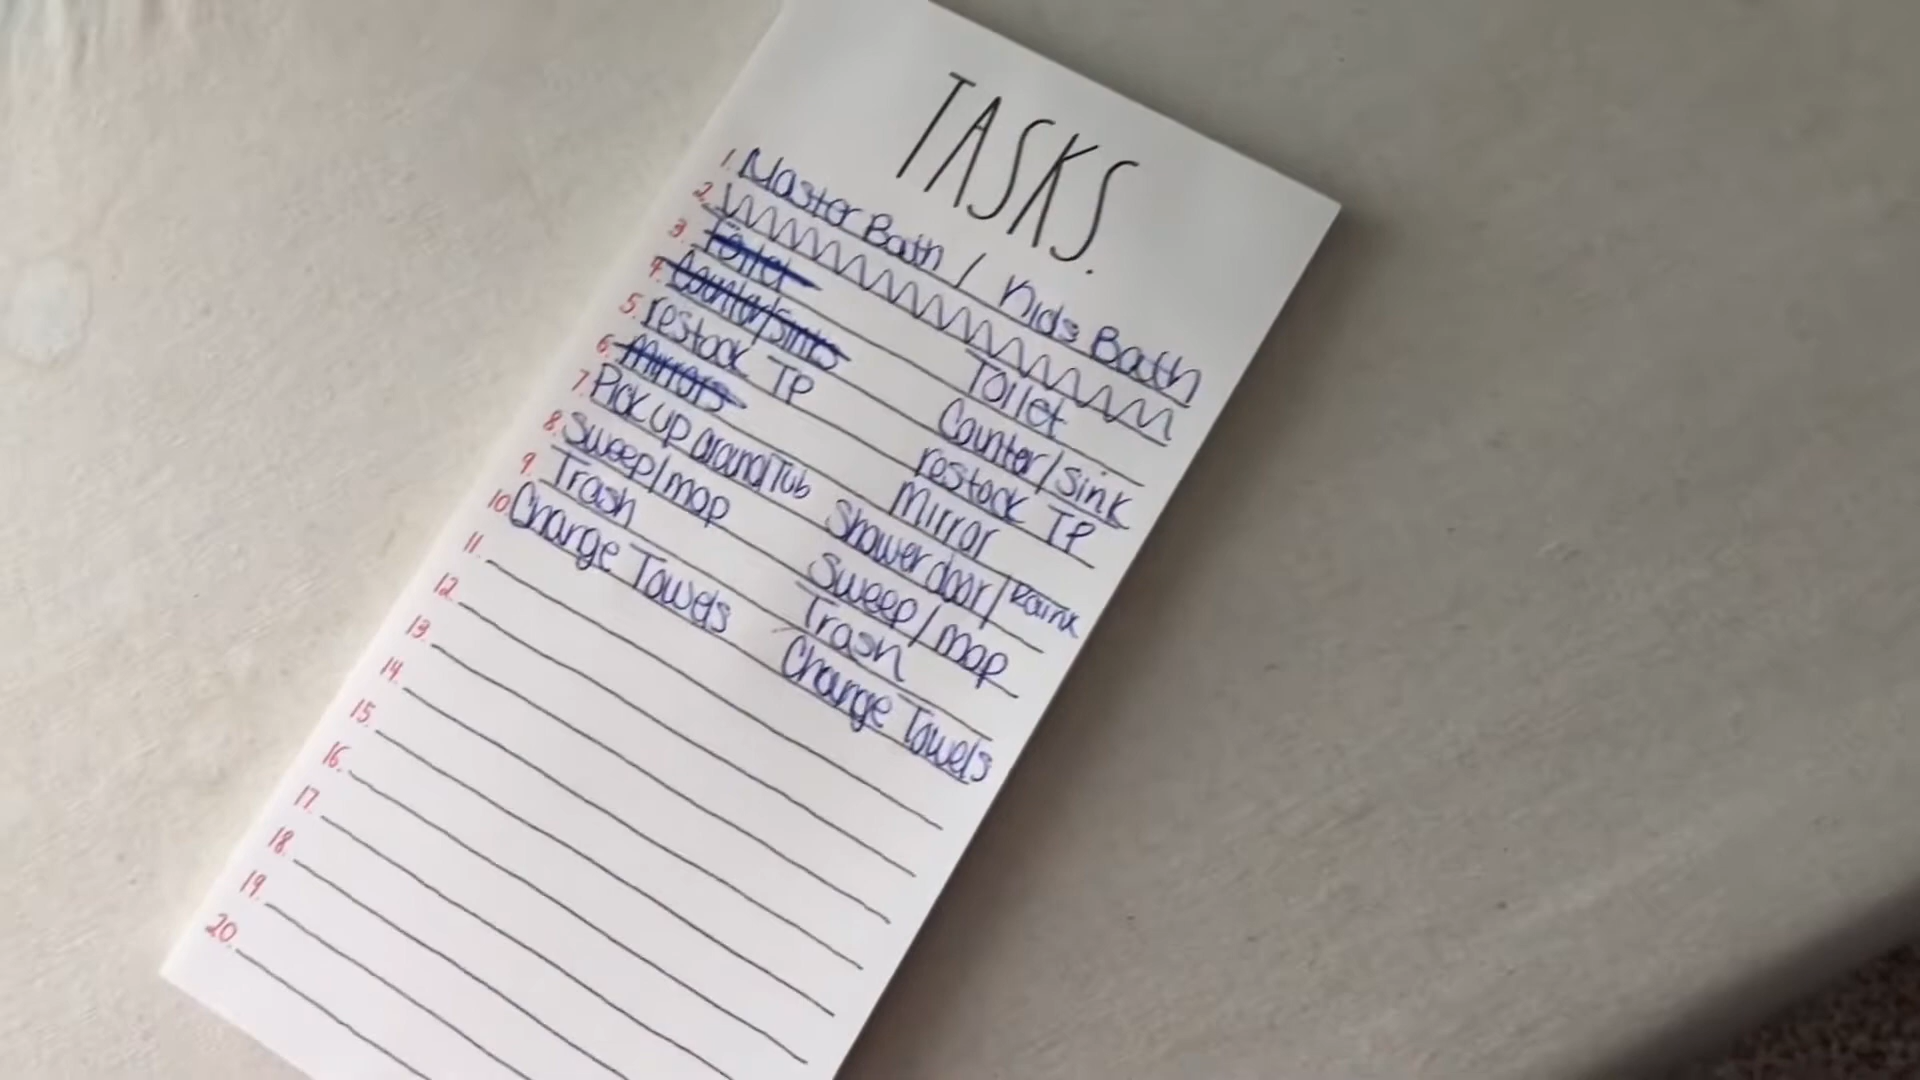 TASKS.
1. Master Bath / Kids Bath
2.
3. Toilet Toilet
4. Counter/Sinks Counter/Sink
5. restock TP restock TP
6. Mirrors Mirror
7. Pick up around Tub Shower door/Rainx
8. Sweep/mop Sweep/mop
9. Trash Trash
10. Change Towels Change Towels
11.
12.
13.
14.
15.
16.
17.
18.
19.
20.